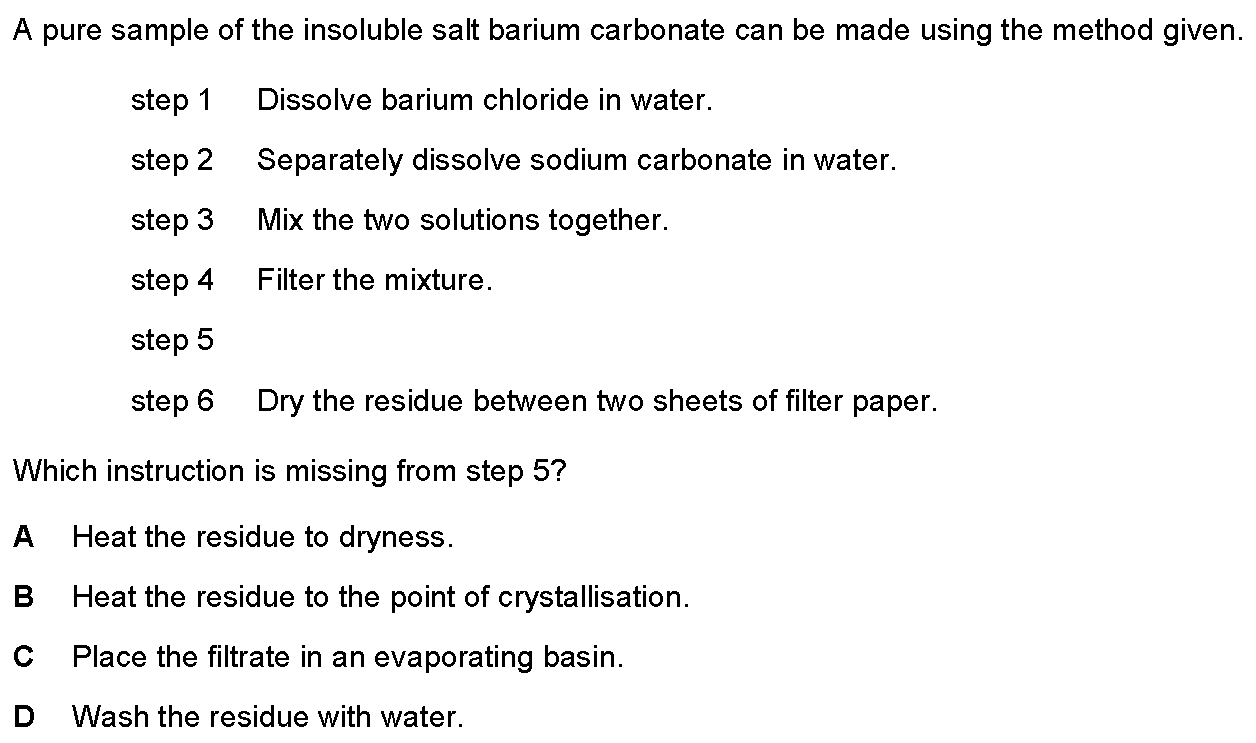 A pure sample of the insoluble salt barium carbonate can be made using the method given.
step 1 Dissolve barium chloride in water.
step 2 Separately dissolve sodium carbonate in water.
step 3 Mix the two solutions together.
step 4 Filter the mixture.
step 5
step 6 Dry the residue between two sheets of filter paper.
Which instruction is missing from step 5?
A Heat the residue to dryness.
B Heat the residue to the point of crystallisation.
C Place the filtrate in an evaporating basin.
D Wash the residue with water.